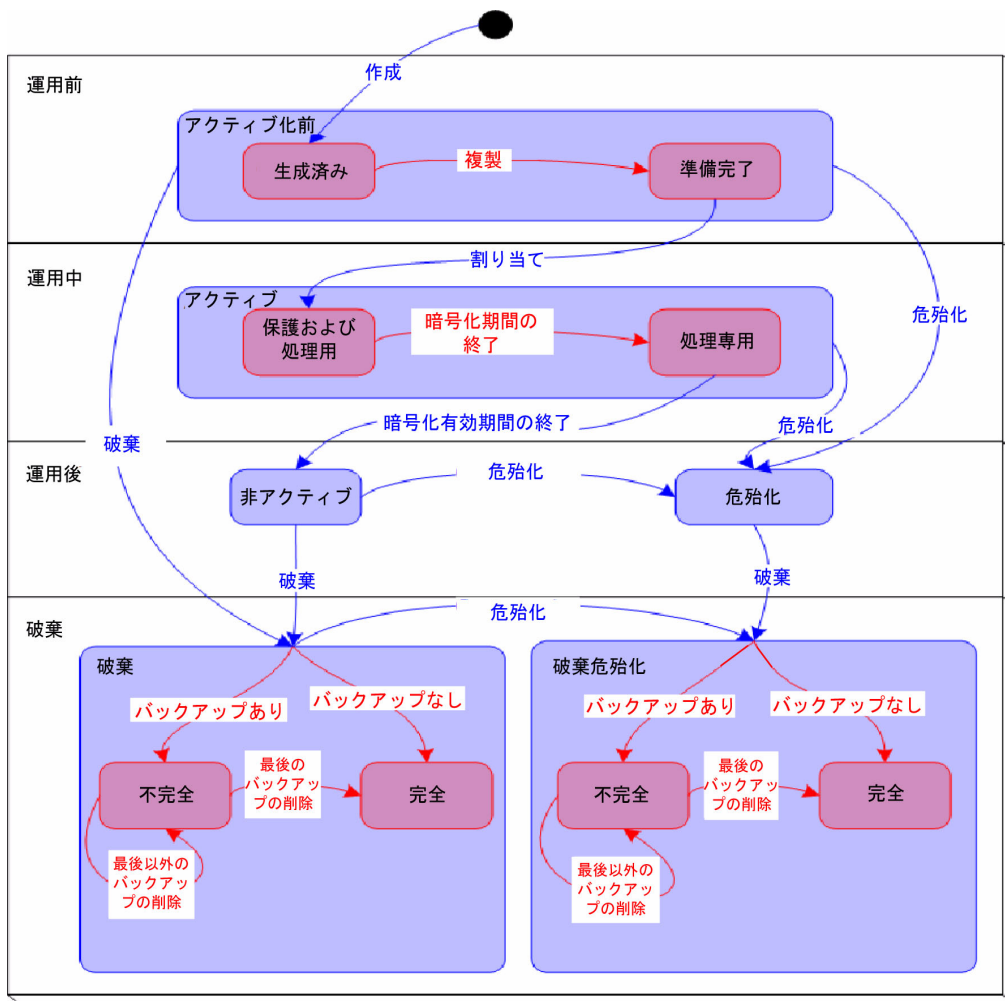 作成
運用前
アクティブ化前
生成済み
複製
準備完了
割り当て
運用中
アクティブ
保護および
処理用
暗号化期間の
終了
処理専用
危殆化
暗号化有効期間の終了
危殆化
破棄
運用後
非アクティブ
危殆化
危殆化
破棄
破棄
破棄
危殆化
破棄
バックアップあり
バックアップなし
不完全
最後の
バックアッ
プの削除
完全
最後以外の
バックアッ
プの削除
破棄危殆化
バックアップあり
バックアップなし
不完全
最後の
バックアッ
プの削除
完全
最後以外の
バックアッ
プの削除